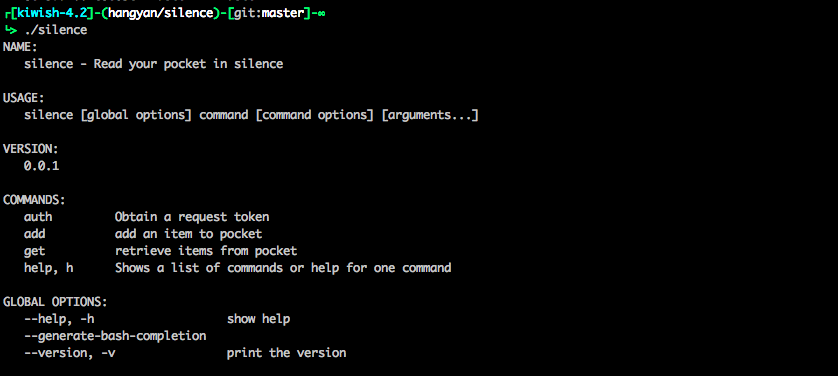 ┌[kiwish-4.2]-(hangyan/silence)-[git:master]-∞
↳ ./silence
NAME:
   silence - Read your pocket in silence

USAGE:
   silence [global options] command [command options] [arguments...]

VERSION:
   0.0.1

COMMANDS:
   auth        Obtain a request token
   add         add an item to pocket
   get         retrieve items from pocket
   help, h     Shows a list of commands or help for one command

GLOBAL OPTIONS:
   --help, -h                  show help
   --generate-bash-completion
   --version, -v               print the version